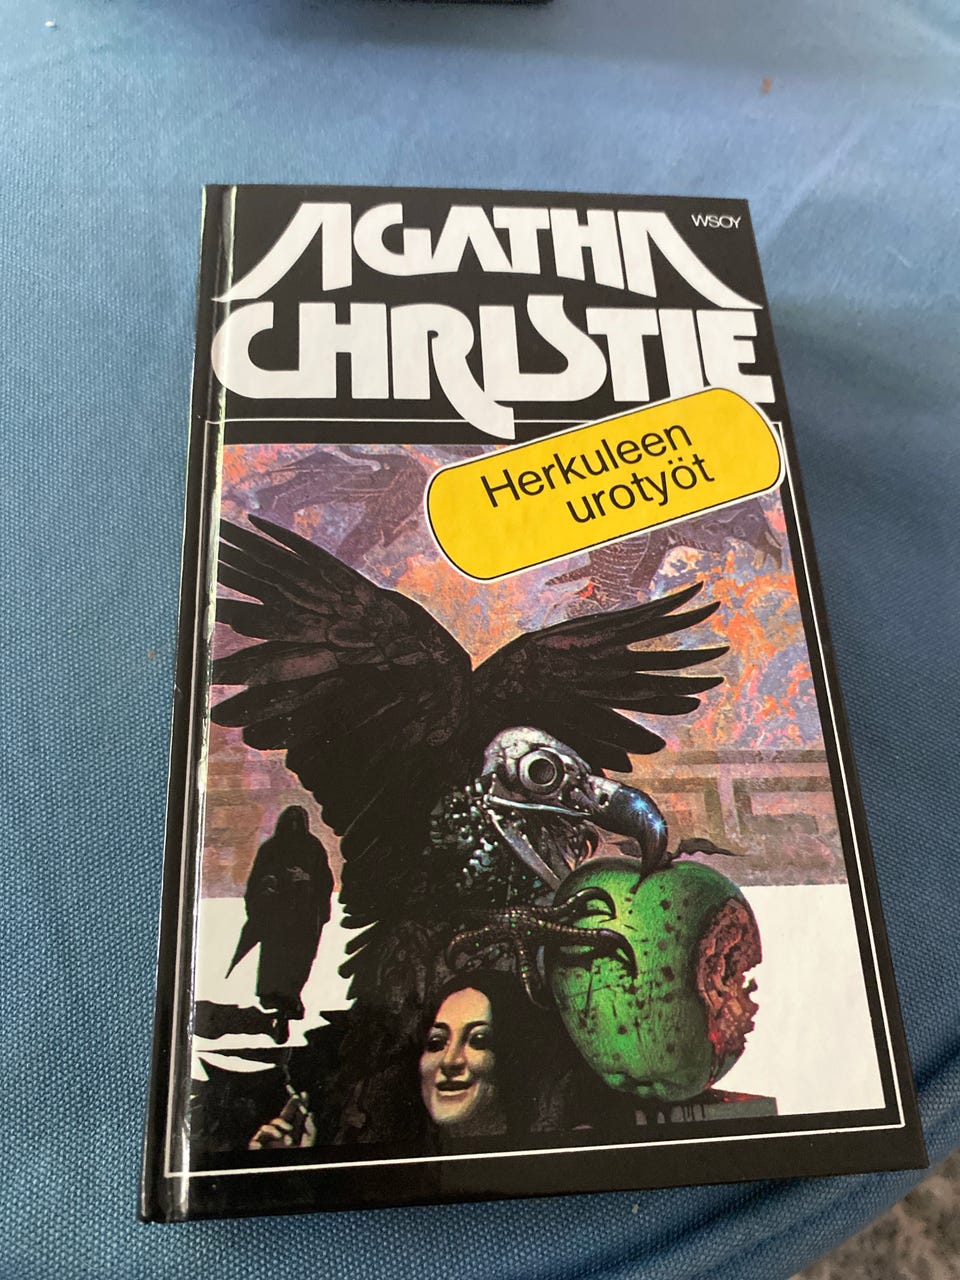 WSOY
AGATHA
CHRISTIE
Herkuleen
urotyöt